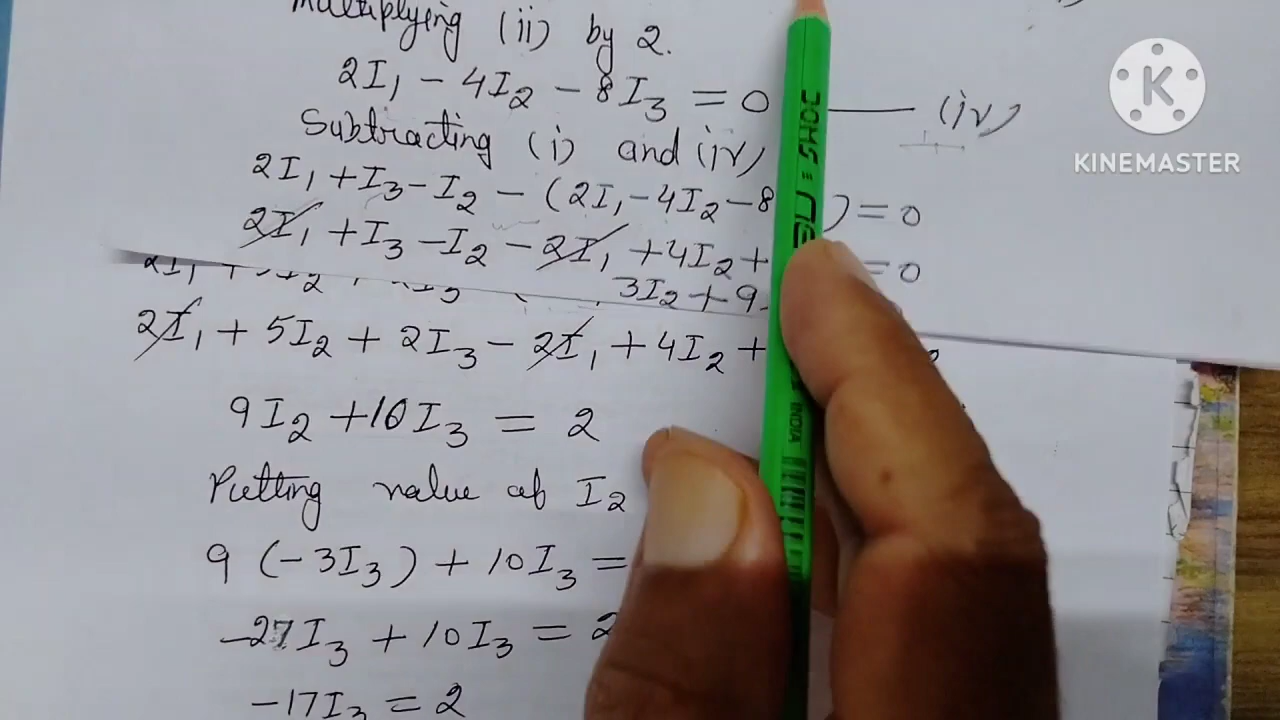 Multiplying (ii) by 2.
2I₁ - 4I₂ - 8I₃ = 0 —— (iv)
Subtracting (i) and (iv)
2I₁ + I₃ - I₂ - (2I₁ - 4I₂ - 8 ) = 0
2I₁ + I₃ - I₂ - 2I₁ + 4I₂ + = 0
3I₂ + 9
2I₁ + 5I₂ + 2I₃ - 2I₁ + 4I₂ +
9I₂ + 10I₃ = 2
Putting value of I₂
9 (-3I₃) + 10I₃ =
-27I₃ + 10I₃ = 2
-17I₃ = 2
K
KINEMASTER
INDIA